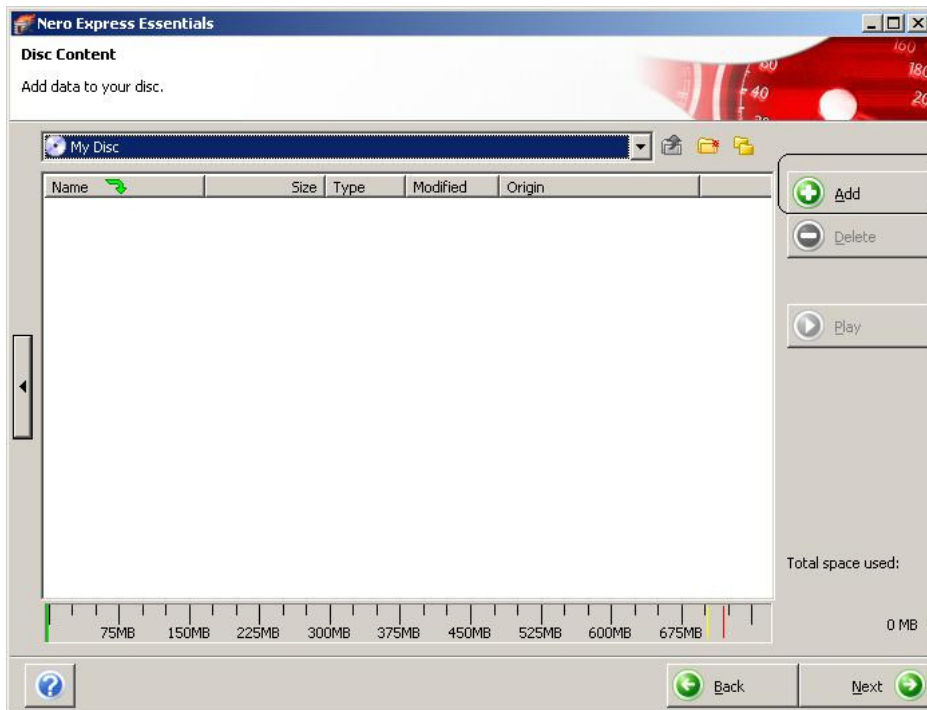 Nero Express Essentials
Disc Content
Add data to your disc.
160
180
20
60
40
My Disc
Name Size Type Modified Origin
Add
Delete
Play
Total space used:
0 MB
75MB 150MB 225MB 300MB 375MB 450MB 525MB 600MB 675MB
Back Next